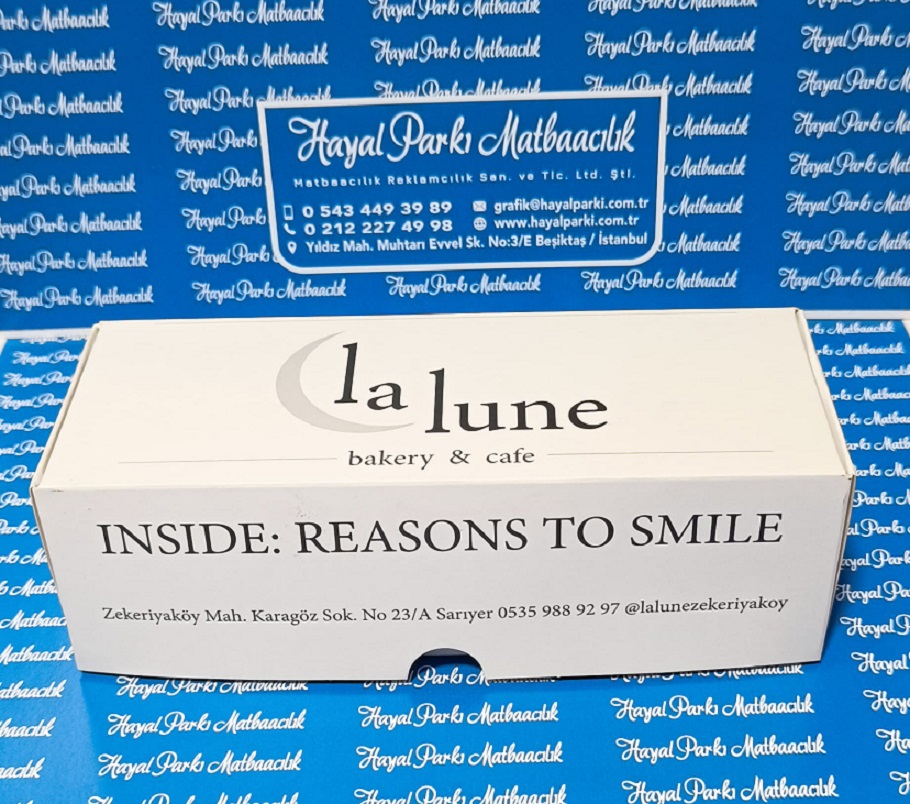 Hayal Parkı Matbaacılık
Matbaacılık Reklamcılık San. ve Tic. Ltd. Şti.
0 543 449 39 89 grafik@hayalparki.com.tr
0 212 227 49 98 www.hayalparki.com.tr
Yıldız Mah. Muhtarı Evvel Sk. No:3/E Beşiktaş / İstanbul
la lune
bakery & cafe
INSIDE: REASONS TO SMILE
Zekeriyaköy Mah. Karagöz Sok. No 23/A Sarıyer 0535 988 92 97 @lalunezekeriyakoy